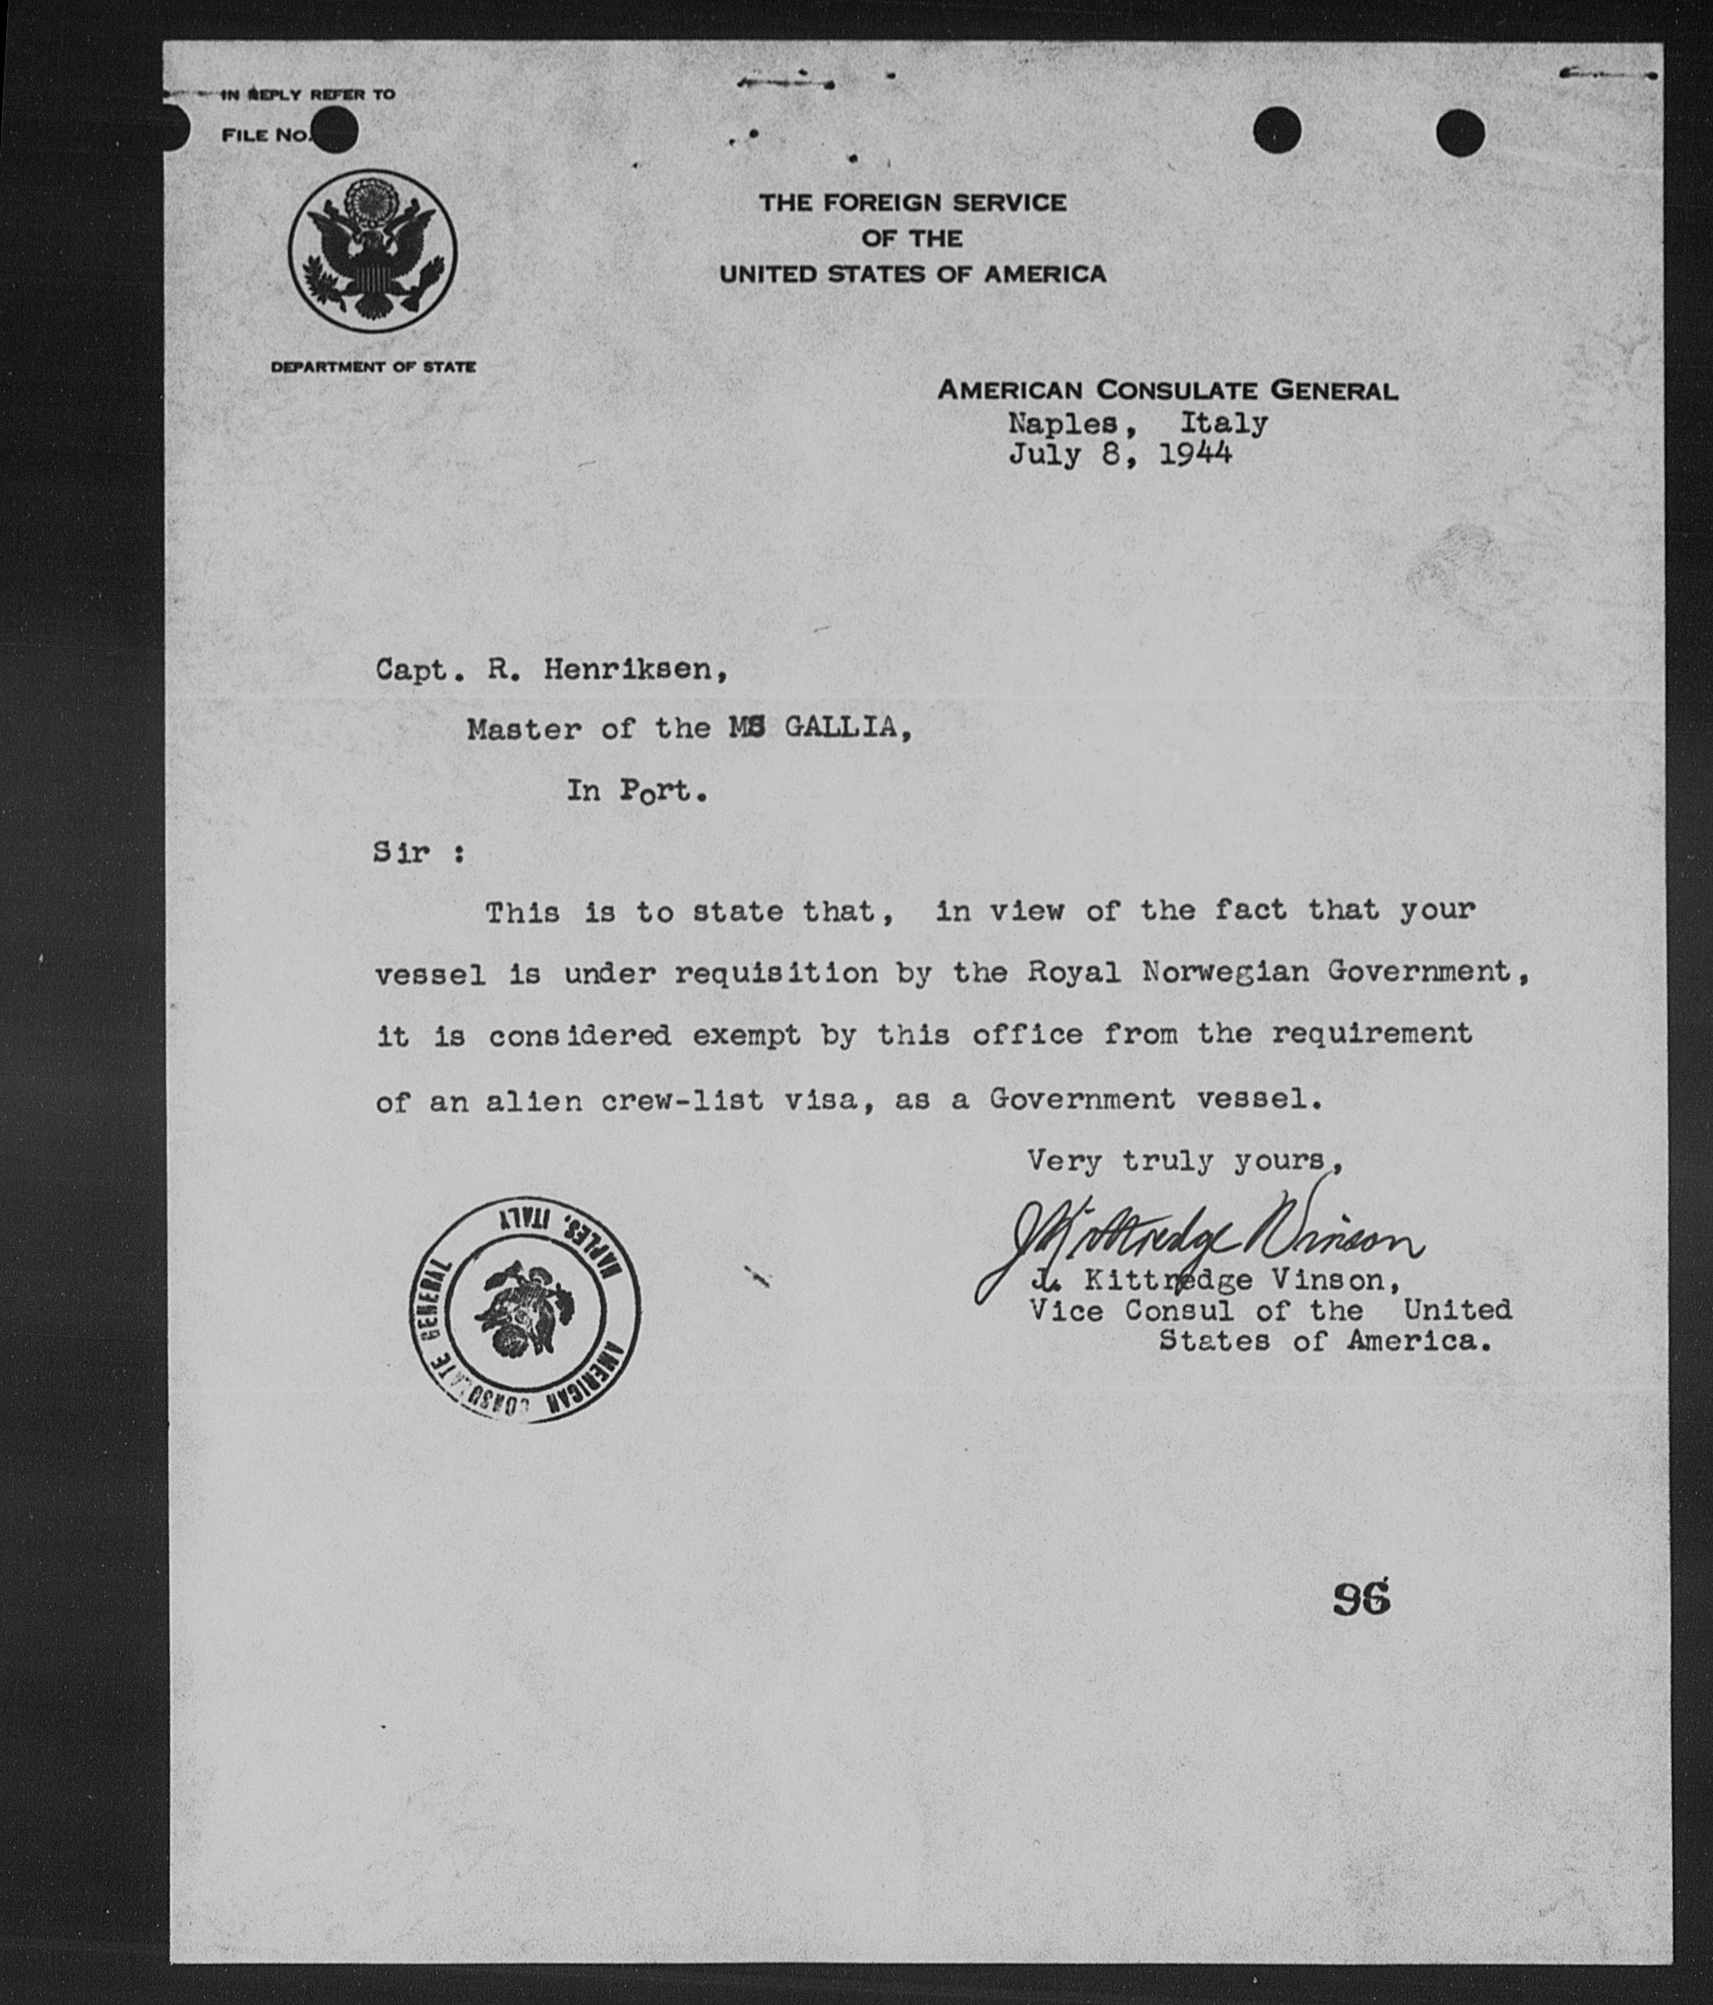 IN REPLY REFER TO
FILE NO.
THE FOREIGN SERVICE
OF THE
UNITED STATES OF AMERICA
DEPARTMENT OF STATE
AMERICAN CONSULATE GENERAL
Naples, Italy
July 8, 1944
Capt. R. Henriksen,
Master of the MS GALLIA,
In Port.
Sir :
This is to state that, in view of the fact that your
vessel is under requisition by the Royal Norwegian Government,
it is considered exempt by this office from the requirement
of an alien crew-list visa, as a Government vessel.
Very truly yours,
J Kittredge Vinson
J. Kittredge Vinson,
Vice Consul of the United
States of America.
AMERICAN CONSULATE GENERAL
NAPLES, ITALY
96